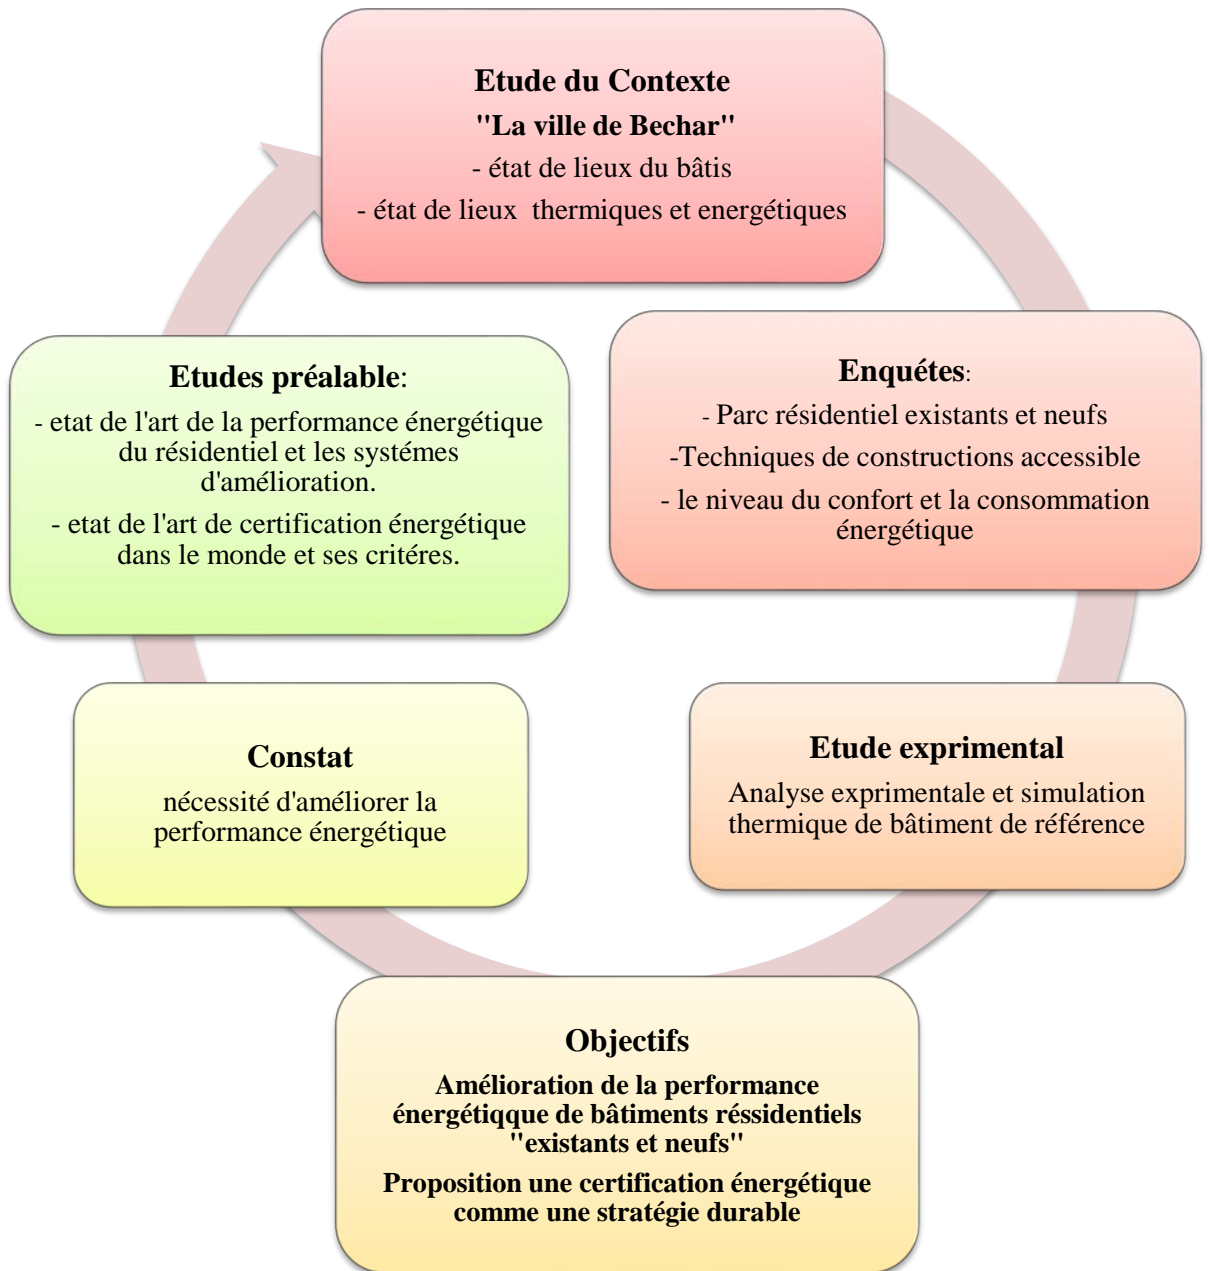 Etude du Contexte
"La ville de Bechar"
- état de lieux du bâtis
- état de lieux thermiques et energétiques
Enquétes:
- Parc résidentiel existants et neufs
-Techniques de constructions accessible
- le niveau du confort et la consommation
énergétique
Etude exprimental
Analyse exprimentale et simulation
thermique de bâtiment de référence
Objectifs
Amélioration de la performance
énergétiqque de bâtiments réssidentiels
"existants et neufs"
Proposition une certification énergétique
comme une stratégie durable
Constat
nécessité d'améliorer la
performance énergétique
Etudes préalable:
- etat de l'art de la performance énergétique
du résidentiel et les systémes
d'amélioration.
- etat de l'art de certification énergétique
dans le monde et ses critéres.